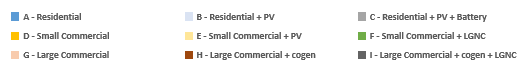 A - Residential B - Residential + PV C - Residential + PV + Battery
D - Small Commercial E - Small Commercial + PV F - Small Commercial + LGNC
G - Large Commercial H - Large Commercial + cogen I - Large Commercial + cogen + LGNC